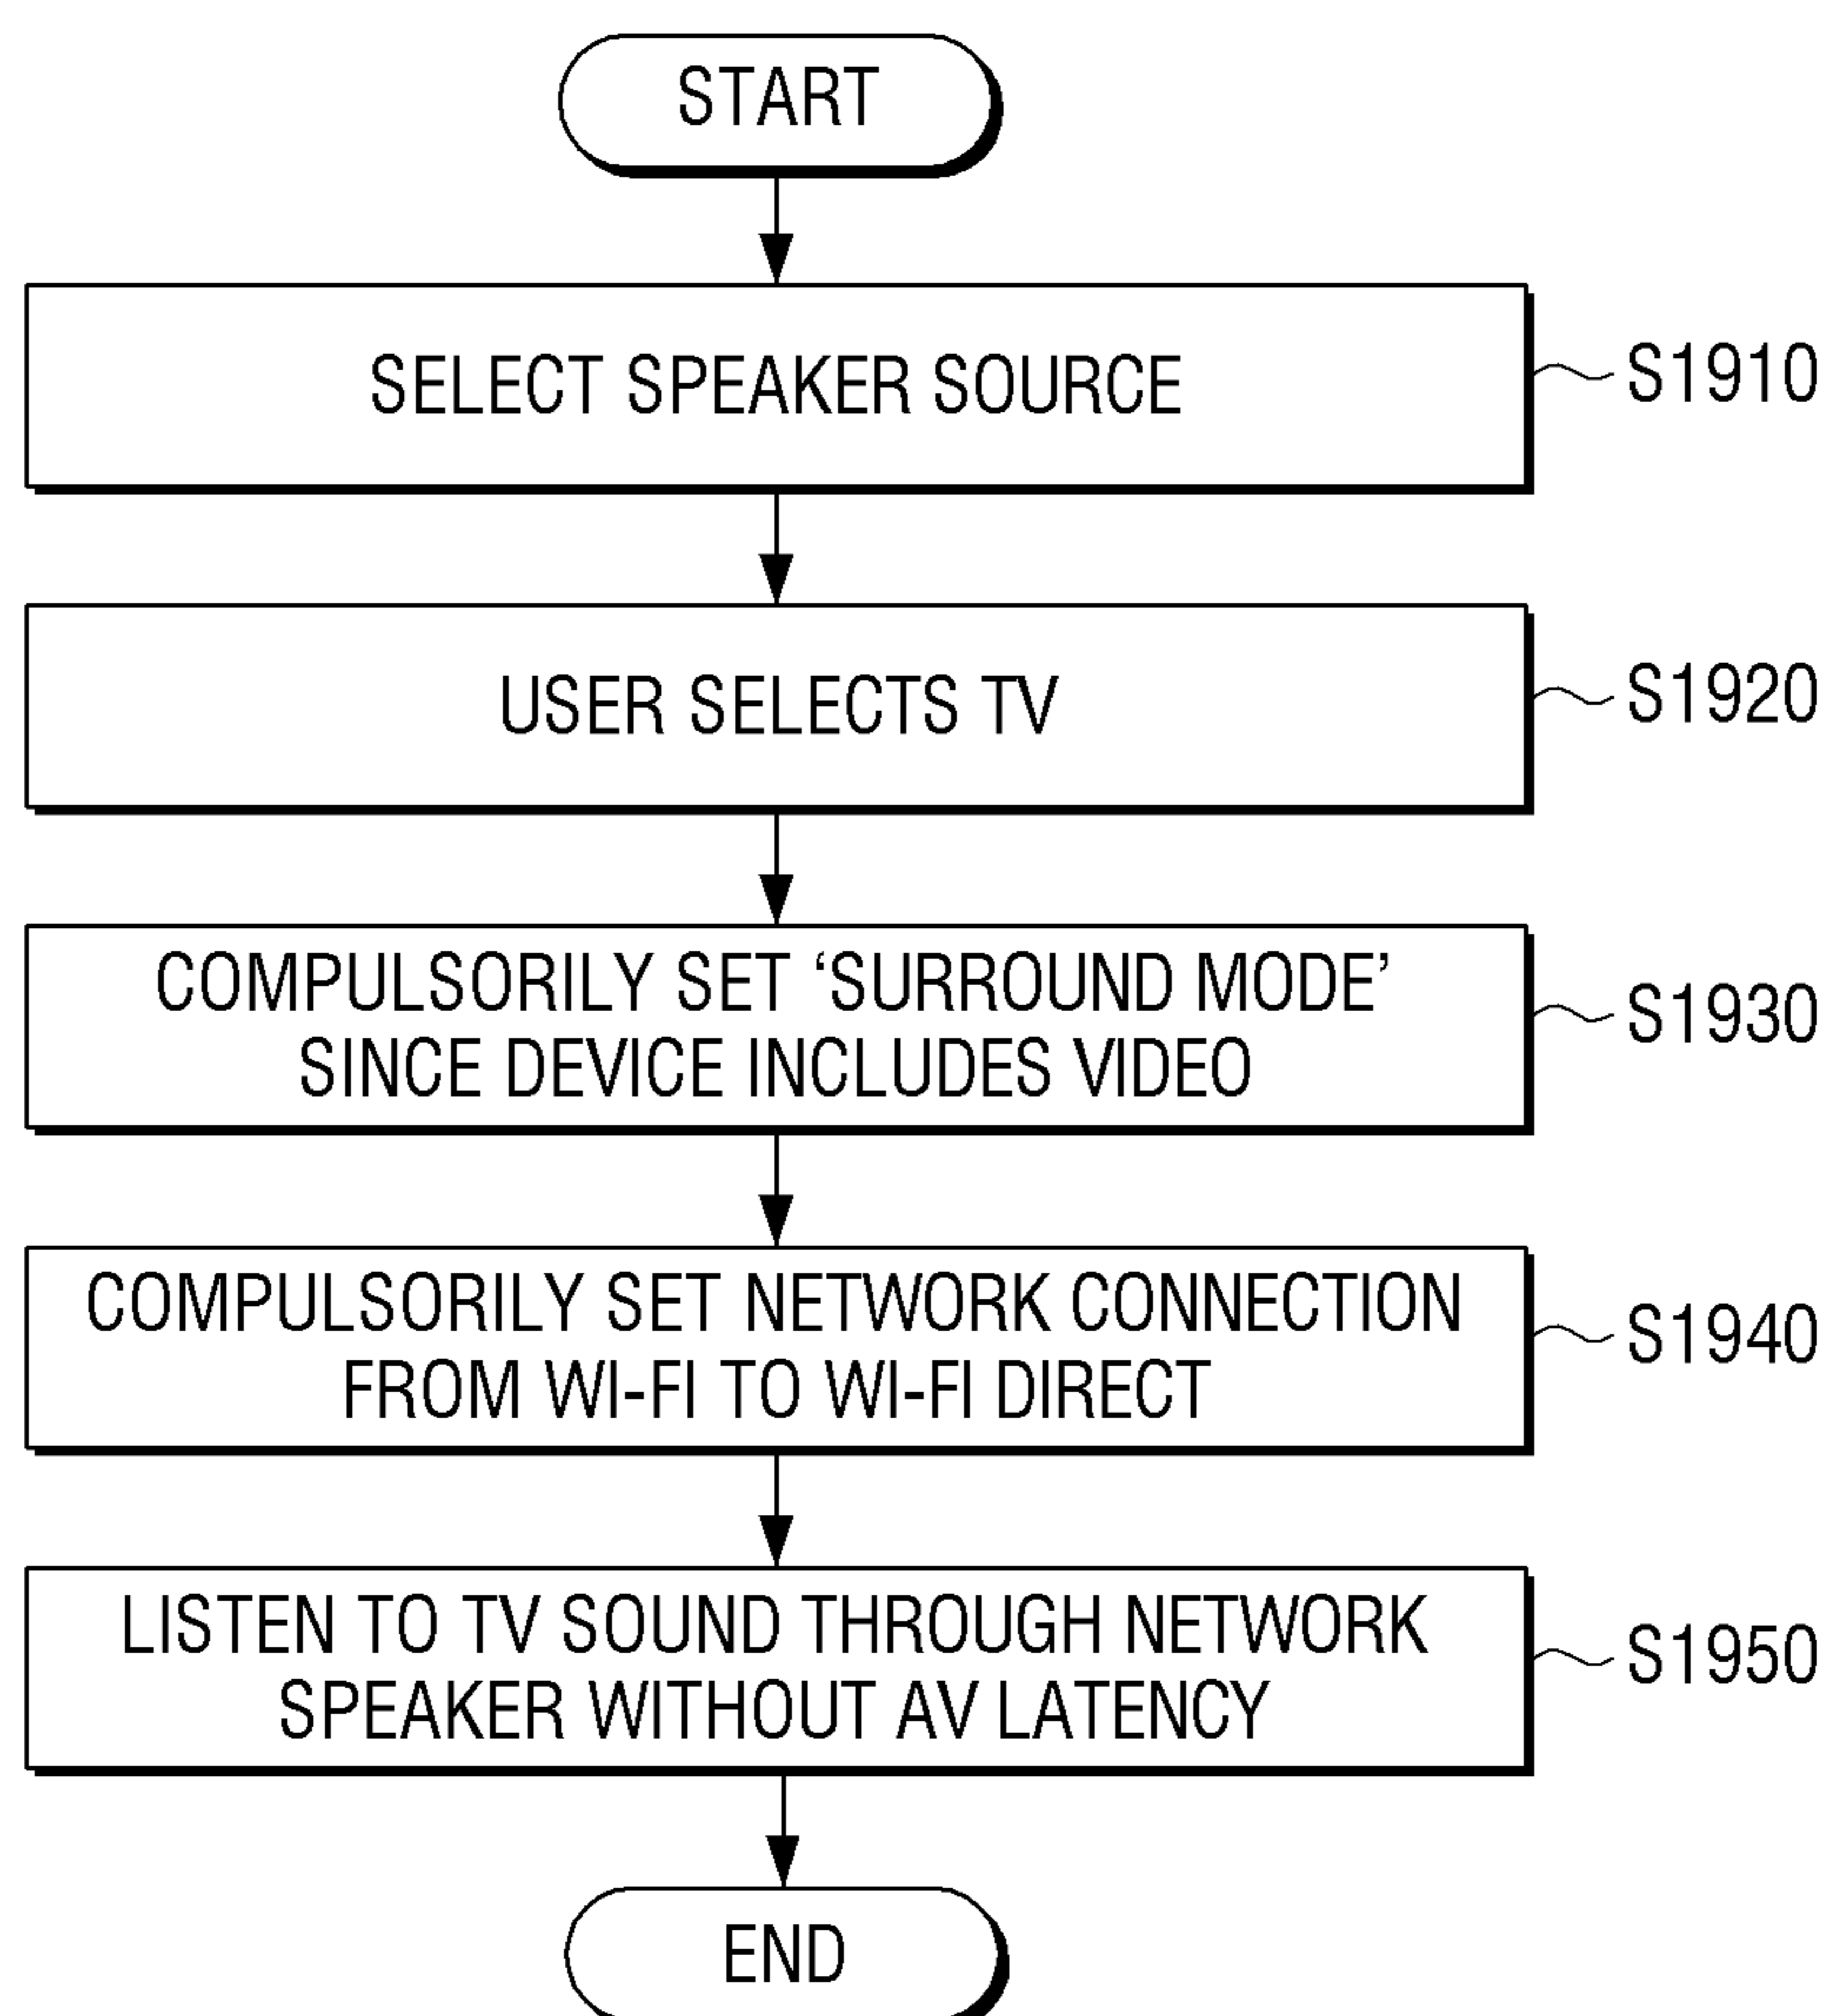 START
SELECT SPEAKER SOURCE
S1910
USER SELECTS TV
S1920
COMPULSORILY SET ‘SURROUND MODE’
SINCE DEVICE INCLUDES VIDEO
S1930
COMPULSORILY SET NETWORK CONNECTION
FROM WI-FI TO WI-FI DIRECT
S1940
LISTEN TO TV SOUND THROUGH NETWORK
SPEAKER WITHOUT AV LATENCY
S1950
END